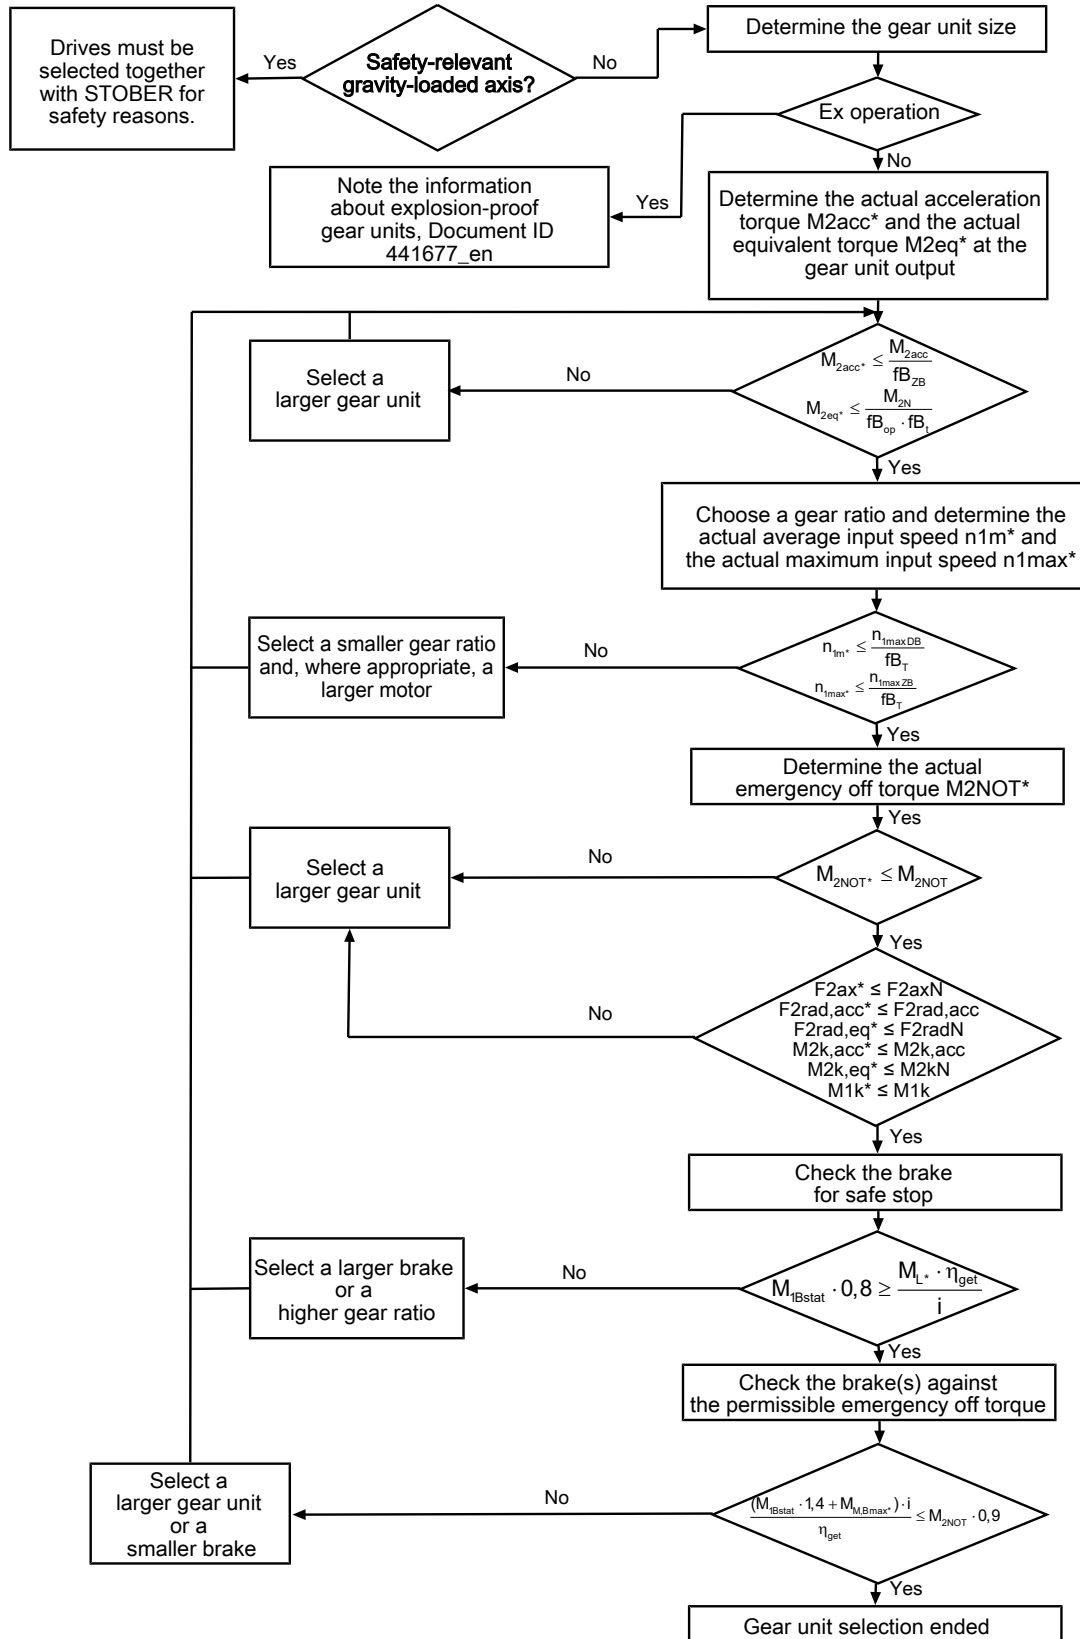 Drives must be
selected together
with STOBER for
safety reasons.
Yes
Safety-relevant
gravity-loaded axis?
No
Determine the gear unit size
Ex operation
No
Yes
Note the information
about explosion-proof
gear units, Document ID
441677_en
Determine the actual acceleration
torque M2acc* and the actual
equivalent torque M2eq* at the
gear unit output
M2acc* ≤ M2acc / fBZB
M2eq* ≤ M2N / fBop · fBt
No
Select a
larger gear unit
Yes
Choose a gear ratio and determine the
actual average input speed n1m* and
the actual maximum input speed n1max*
n1m* ≤ n1maxDB / fBT
n1max* ≤ n1maxZB / fBT
No
Select a smaller gear ratio
and, where appropriate, a
larger motor
Yes
Determine the actual
emergency off torque M2NOT*
Yes
M2NOT* ≤ M2NOT
No
Select a
larger gear unit
Yes
F2ax* ≤ F2axN
F2rad,acc* ≤ F2rad,acc
F2rad,eq* ≤ F2radN
M2k,acc* ≤ M2k,acc
M2k,eq* ≤ M2kN
M1k* ≤ M1k
No
Yes
Check the brake
for safe stop
M1Bstat · 0,8 ≥ ML* · ηget / i
No
Select a larger brake
or a
higher gear ratio
Yes
Check the brake(s) against
the permissible emergency off torque
(M1Bstat · 1,4 + MM,Bmax*) · i / ηget ≤ M2NOT · 0,9
No
Select a
larger gear unit
or a
smaller brake
Yes
Gear unit selection ended